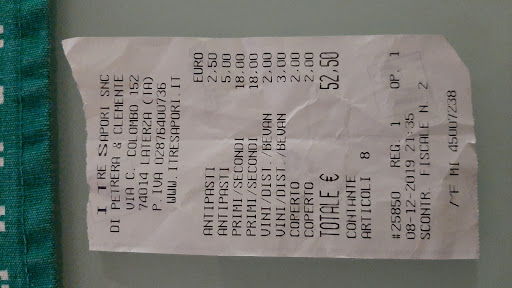 I TRE SAPORI SNC
DI PETRERA & CLEMENTE
VIA C. COLOMBO 152
74014 LATERZA (TA)
P. IVA 02876400736
WWW.ITRESAPORI.IT
EURO
ANTIPASTI 2.50
ANTIPASTI 5.00
PRIMI/SECONDI 18.00
PRIMI/SECONDI 18.00
VINI/DIST./BEVAN 2.00
VINI/DIST./BEVAN 3.00
COPERTO 2.00
COPERTO 2.00
TOTALE € 52.50
CONTANTE
ARTICOLI 8
#25850 REG. 1 OP. 1
08-12-2019 21:35
SCONTR. FISCALE N. 2
MI 45007238